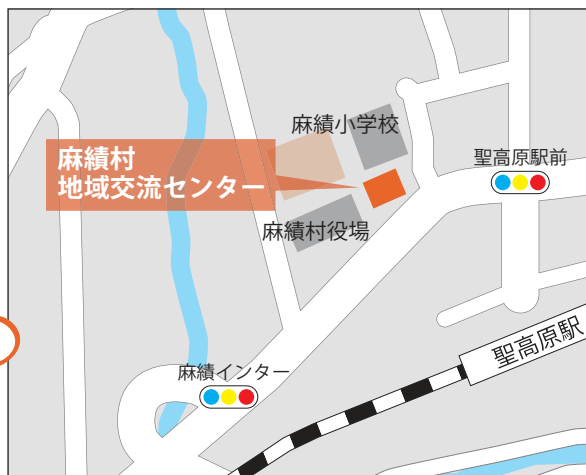 麻績小学校
聖高原駅前
麻績村
地域交流センター
麻績村役場
聖高原駅
麻績インター